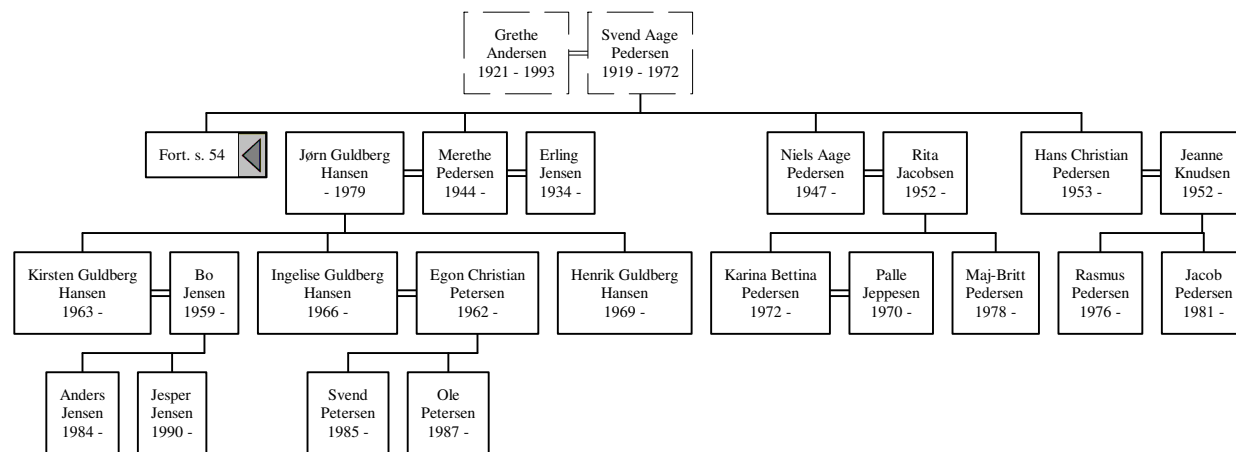 Grethe
Andersen
1921 - 1993
Svend Aage
Pedersen
1919 - 1972
Fort. s. 54
Jørn Guldberg
Hansen
- 1979
Merethe
Pedersen
1944 -
Erling
Jensen
1934 -
Niels Aage
Pedersen
1947 -
Rita
Jacobsen
1952 -
Hans Christian
Pedersen
1953 -
Jeanne
Knudsen
1952 -
Kirsten Guldberg
Hansen
1963 -
Bo
Jensen
1959 -
Ingelise Guldberg
Hansen
1966 -
Egon Christian
Petersen
1962 -
Henrik Guldberg
Hansen
1969 -
Karina Bettina
Pedersen
1972 -
Palle
Jeppesen
1970 -
Maj-Britt
Pedersen
1978 -
Rasmus
Pedersen
1976 -
Jacob
Pedersen
1981 -
Anders
Jensen
1984 -
Jesper
Jensen
1990 -
Svend
Petersen
1985 -
Ole
Petersen
1987 -